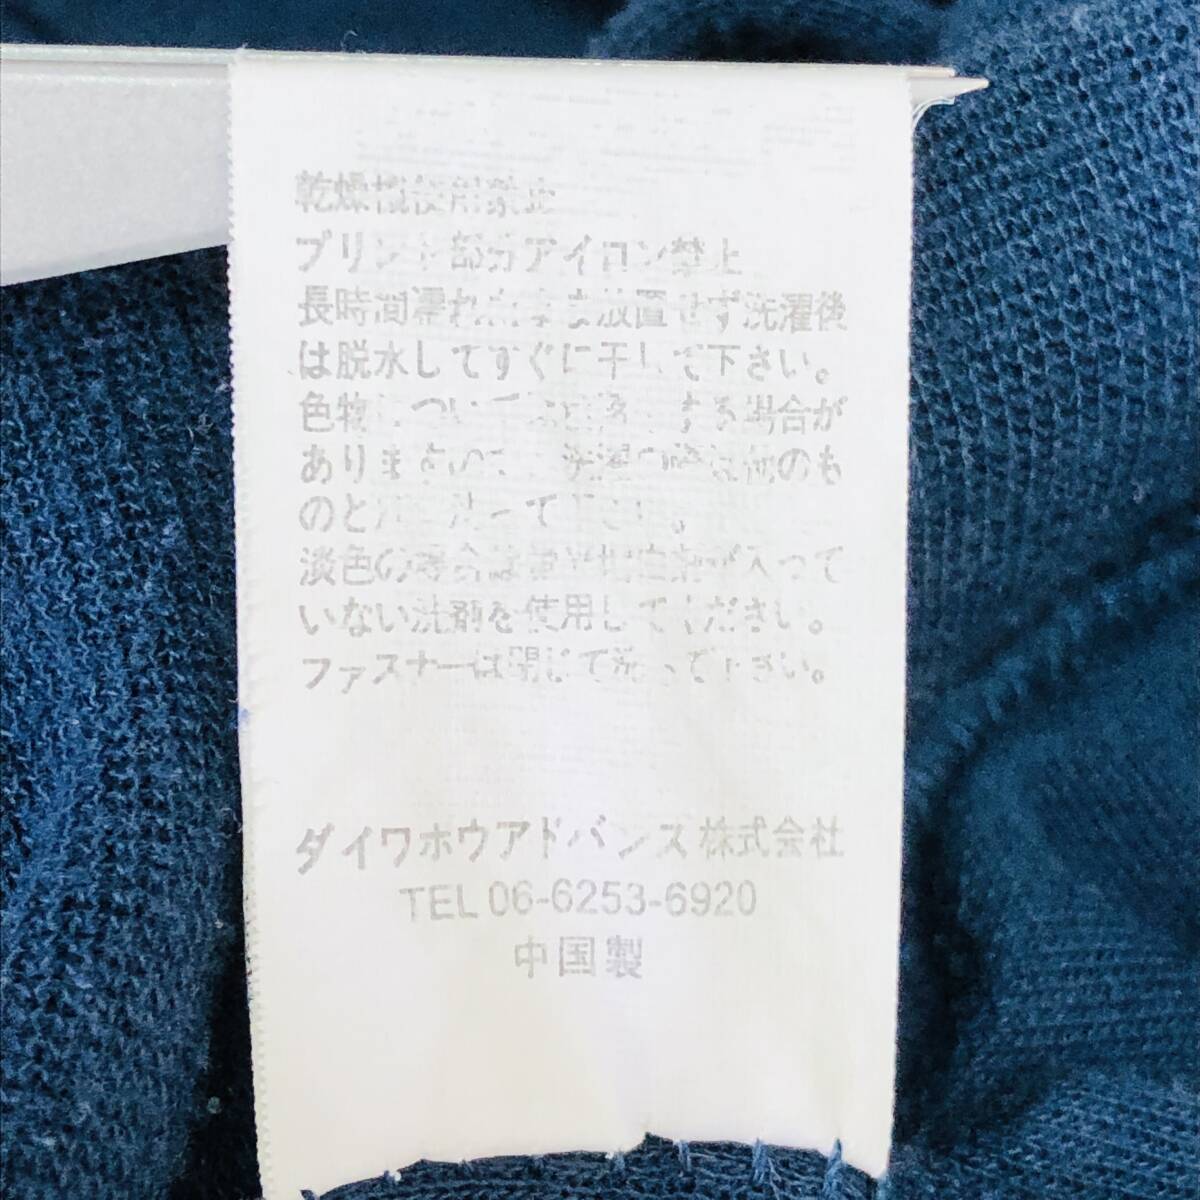 乾燥機使用禁止
プリント部分アイロン禁止
長時間濡れたまま放置せず洗濯後
は脱水してすぐに干して下さい。
色物については色落ちする場合が
ありますので、洗濯の際は他のも
のと別に洗って下さい。
淡色の場合は蛍光増白剤が入って
いない洗剤を使用してください。
ファスナーは閉じて洗って下さい。
ダイワホウアドバンス株式会社
TEL 06-6253-6920
中国製